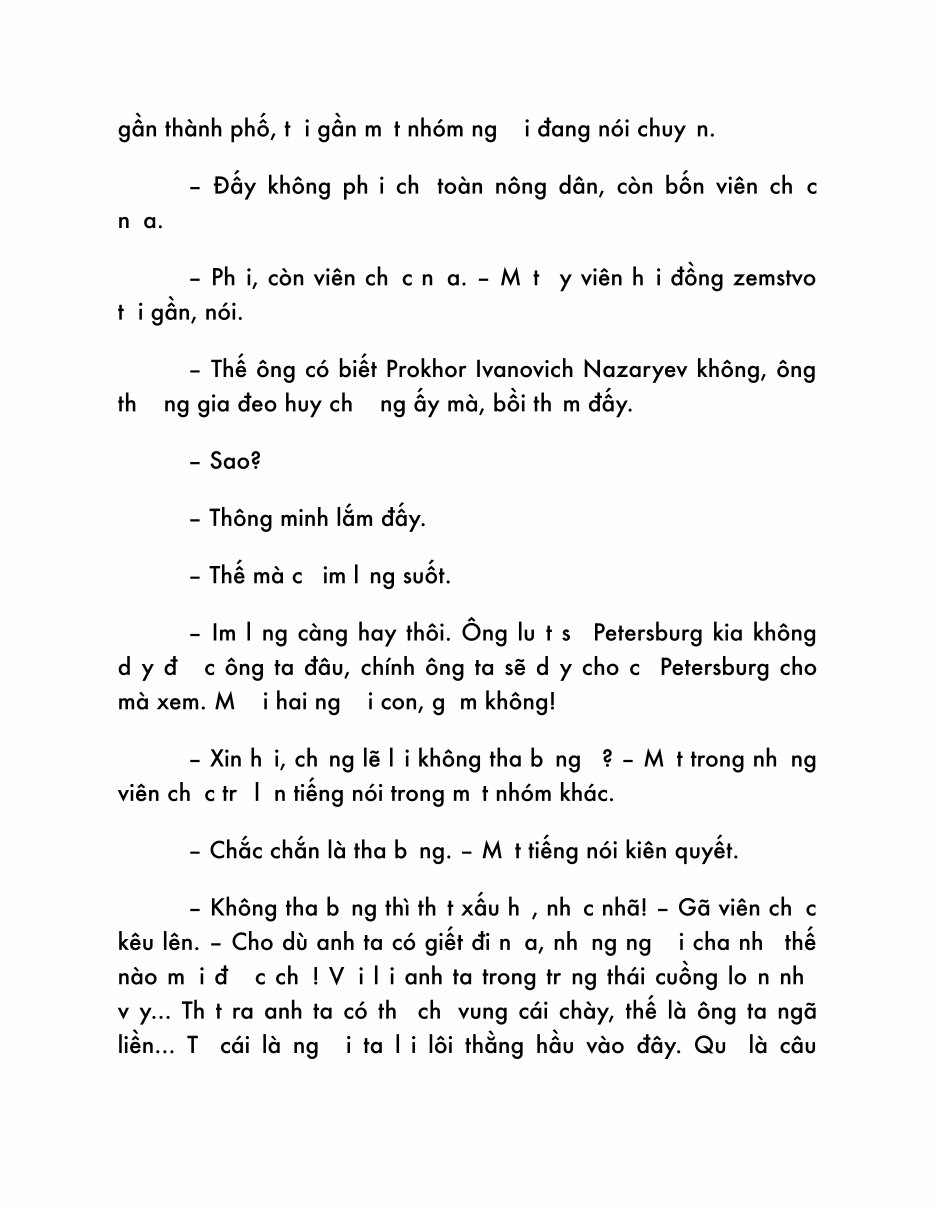 gần thành phố, t i gần m t nhóm ng i đang nói chuy n.
– Đấy không ph i ch toàn nông dân, còn bốn viên ch c
n a.
– Ph i, còn viên ch c n a. – M t y viên h i đồng zemstvo
t i gần, nói.
– Thế ông có biết Prokhor Ivanovich Nazaryev không, ông
th ng gia đeo huy ch ng ấy mà, bồi th m đấy.
– Sao?
– Thông minh lắm đấy.
– Thế mà c im l ng suốt.
– Im l ng càng hay thôi. Ông lu t s Petersburg kia không
d y đ c ông ta đâu, chính ông ta sẽ d y cho c Petersburg cho
mà xem. M i hai ng i con, g m không!
– Xin h i, ch ng lẽ l i không tha b ng ? – M t trong nh ng
viên ch c tr l n tiếng nói trong m t nhóm khác.
– Chắc chắn là tha b ng. – M t tiếng nói kiên quyết.
– Không tha b ng thì th t xấu h , nh c nhã! – Gã viên ch c
kêu lên. – Cho dù anh ta có giết đi n a, nh ng ng i cha nh thế
nào m i đ c ch ! V i l i anh ta trong tr ng thái cuồng lo n nh
v y... Th t ra anh ta có th ch vung cái chày, thế là ông ta ngã
liền... T cái là ng i ta l i lôi thằng hầu vào đây. Qu là câu